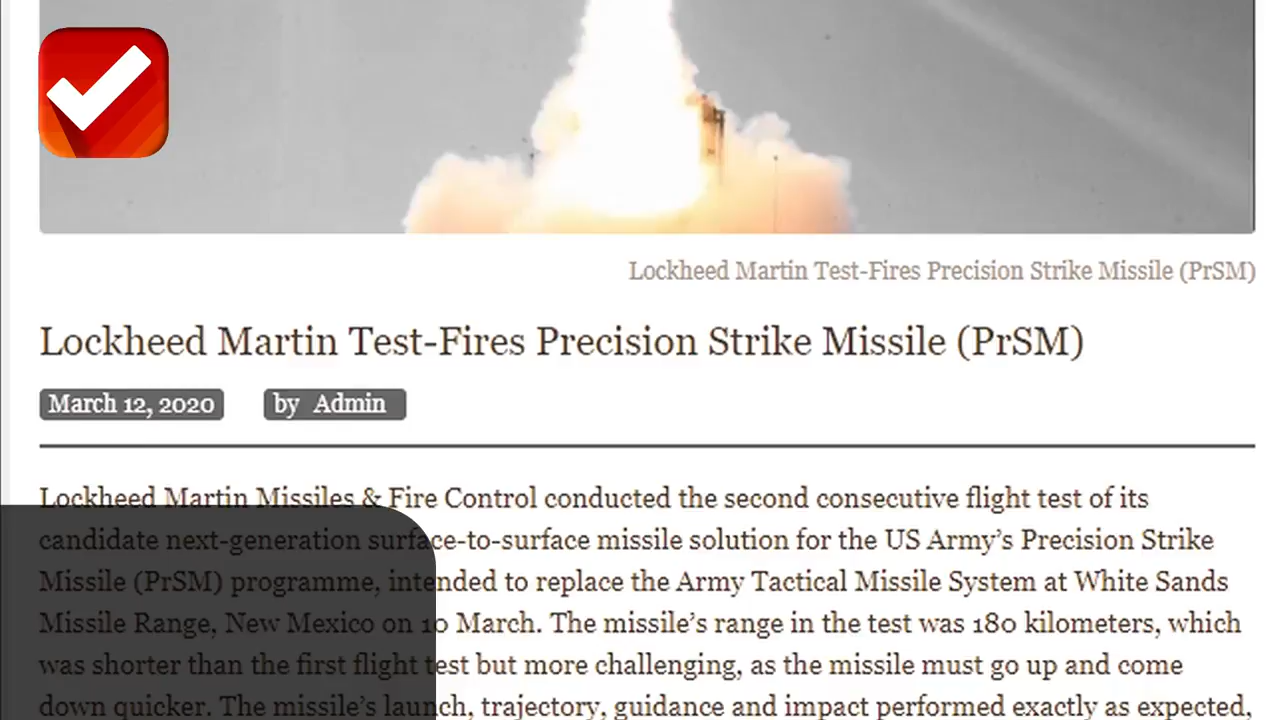 Lockheed Martin Test-Fires Precision Strike Missile (PrSM)
Lockheed Martin Test-Fires Precision Strike Missile (PrSM)
March 12, 2020 by Admin
Lockheed Martin Missiles & Fire Control conducted the second consecutive flight test of its
candidate next-generation surface-to-surface missile solution for the US Army’s Precision Strike
Missile (PrSM) programme, intended to replace the Army Tactical Missile System at White Sands
Missile Range, New Mexico on 10 March. The missile’s range in the test was 180 kilometers, which
was shorter than the first flight test but more challenging, as the missile must go up and come
down quicker. The missile’s launch, trajectory, guidance and impact performed exactly as expected,